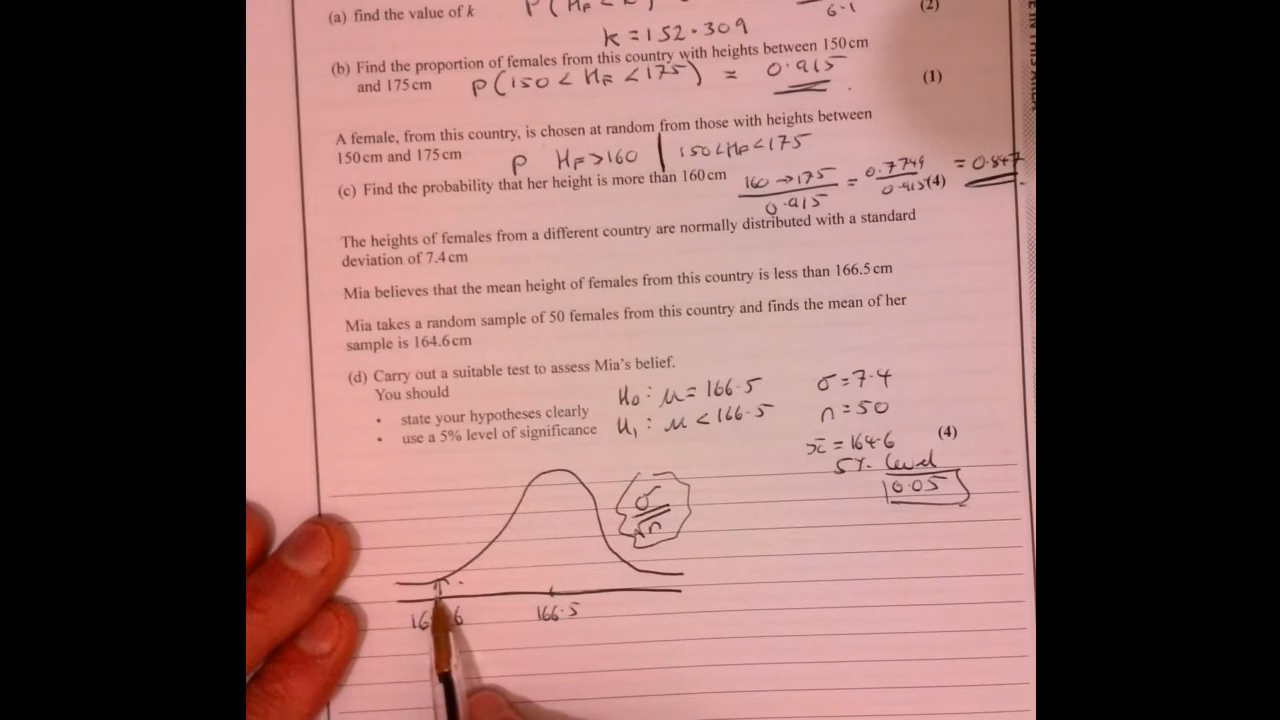 (a) find the value of k
6.1
(2)
k = 152.309
(b) Find the proportion of females from this country with heights between 150 cm
and 175 cm P(150 < HF < 175) = 0.915
(1)
A female, from this country, is chosen at random from those with heights between
150 cm and 175 cm P HF > 160 | 150 < HF < 175
(c) Find the probability that her height is more than 160 cm 160 → 175 / 0.915 = 0.7749 / 0.915 (4) = 0.847
The heights of females from a different country are normally distributed with a standard
deviation of 7.4 cm
Mia believes that the mean height of females from this country is less than 166.5 cm
Mia takes a random sample of 50 females from this country and finds the mean of her
sample is 164.6 cm
(d) Carry out a suitable test to assess Mia's belief.
You should H0 : μ = 166.5 σ = 7.4
• state your hypotheses clearly H1 : μ < 166.5 n = 50
• use a 5% level of significance x̄ = 164.6 (4)
5% level
0.05
σ/√n
166.5